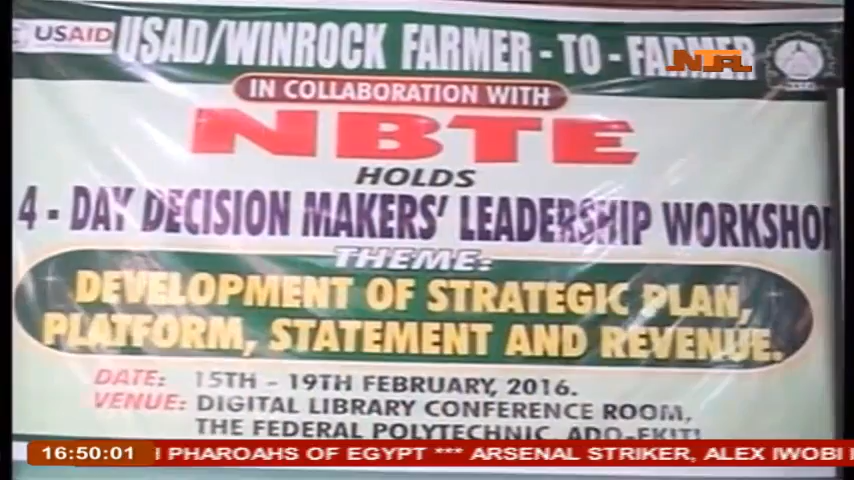 USAID
USAD/WINROCK FARMER - TO - FARMER
IN COLLABORATION WITH
NBTE
HOLDS
4 - DAY DECISION MAKERS' LEADERSHIP WORKSHOP
THEME:
DEVELOPMENT OF STRATEGIC PLAN,
PLATFORM, STATEMENT AND REVENUE.
DATE: 15TH - 19TH FEBRUARY, 2016.
VENUE: DIGITAL LIBRARY CONFERENCE ROOM,
THE FEDERAL POLYTECHNIC, ADO-EKITI
16:50:01 PHAROAHS OF EGYPT *** ARSENAL STRIKER, ALEX IWOBI